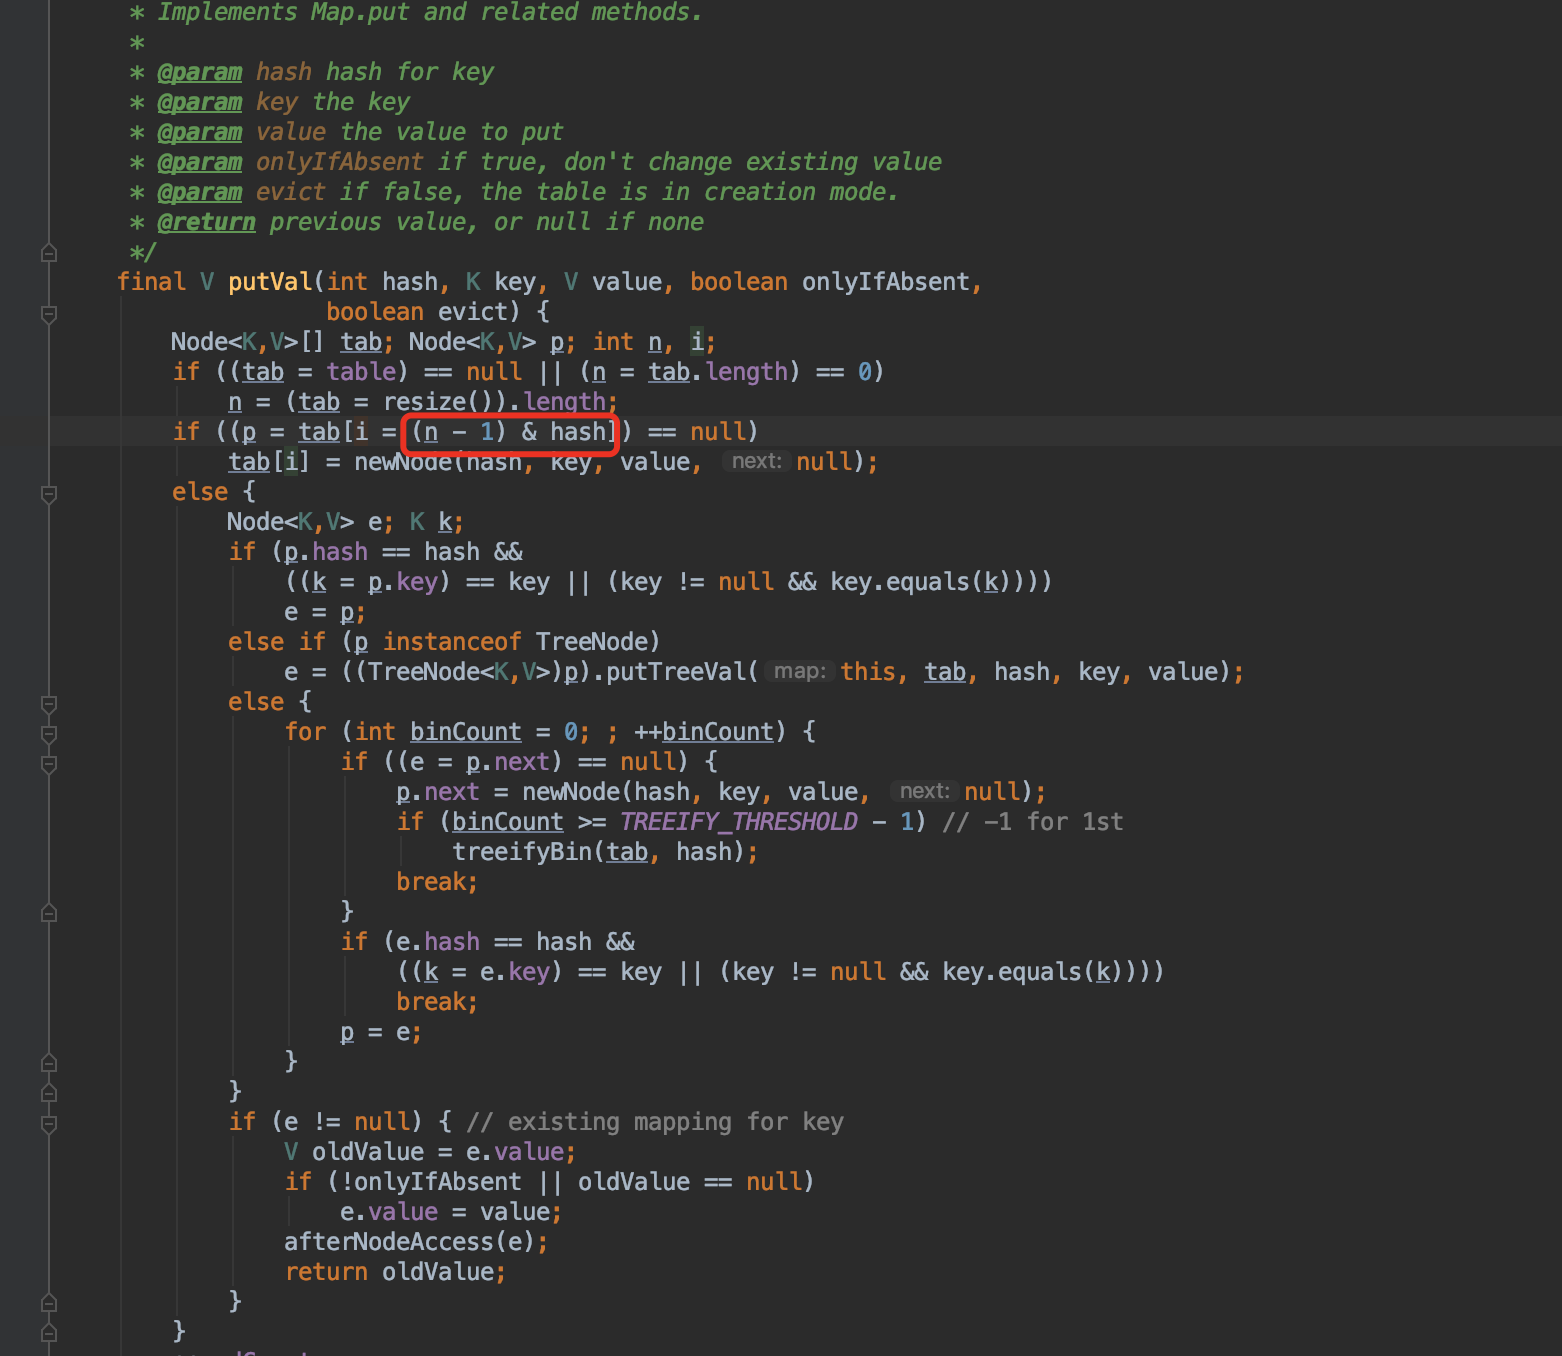 * Implements Map.put and related methods.
*
* @param hash hash for key
* @param key the key
* @param value the value to put
* @param onlyIfAbsent if true, don't change existing value
* @param evict if false, the table is in creation mode.
* @return previous value, or null if none
*/
final V putVal(int hash, K key, V value, boolean onlyIfAbsent,
boolean evict) {
Node<K,V>[] tab; Node<K,V> p; int n, i;
if ((tab = table) == null || (n = tab.length) == 0)
n = (tab = resize()).length;
if ((p = tab[i = (n - 1) & hash]) == null)
tab[i] = newNode(hash, key, value, next: null);
else {
Node<K,V> e; K k;
if (p.hash == hash &&
((k = p.key) == key || (key != null && key.equals(k))))
e = p;
else if (p instanceof TreeNode)
e = ((TreeNode<K,V>)p).putTreeVal( map: this, tab, hash, key, value);
else {
for (int binCount = 0; ; ++binCount) {
if ((e = p.next) == null) {
p.next = newNode(hash, key, value, next: null);
if (binCount >= TREEIFY_THRESHOLD - 1) // -1 for 1st
treeifyBin(tab, hash);
break;
}
if (e.hash == hash &&
((k = e.key) == key || (key != null && key.equals(k))))
break;
p = e;
}
}
if (e != null) { // existing mapping for key
V oldValue = e.value;
if (!onlyIfAbsent || oldValue == null)
e.value = value;
afterNodeAccess(e);
return oldValue;
}
}